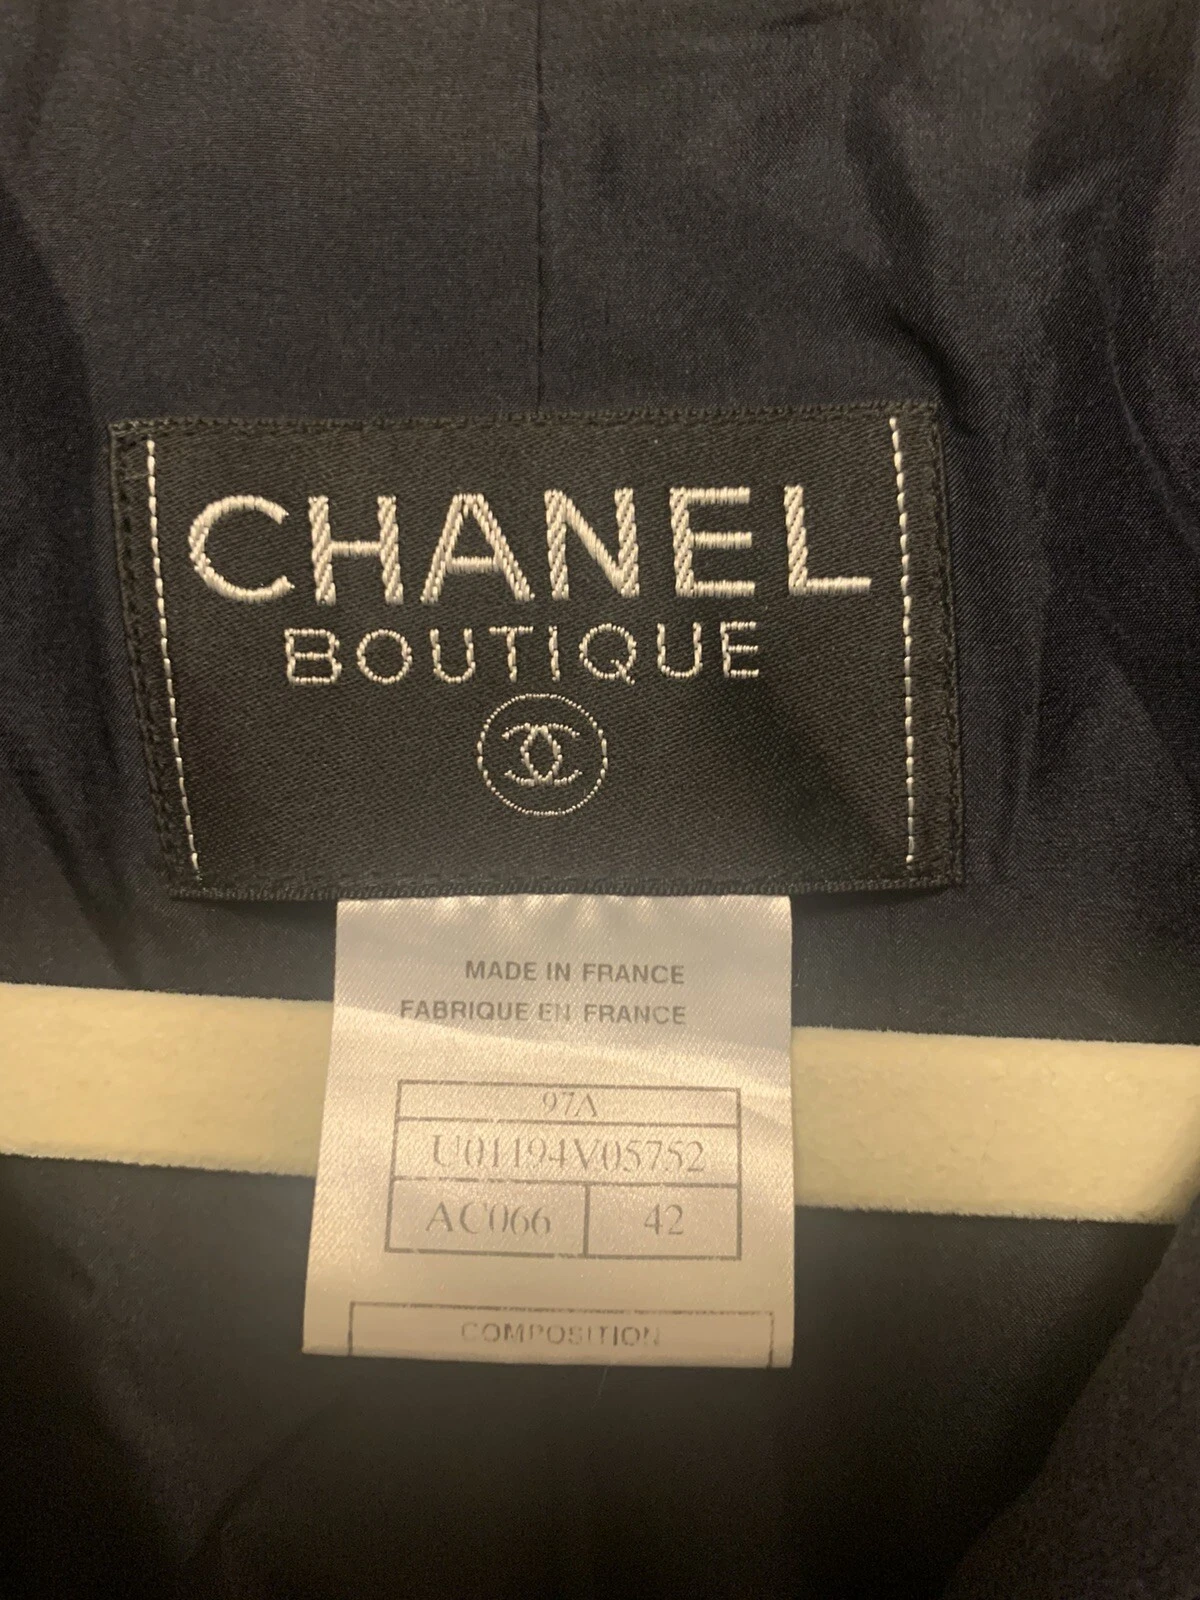 CHANEL
BOUTIQUE
MADE IN FRANCE
FABRIQUE EN FRANCE
97A
U01194V05752
AC066 42
COMPOSITION